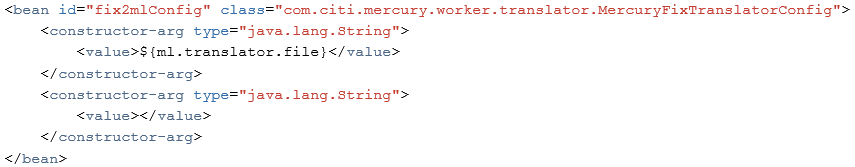 <bean id="fix2mlConfig" class="com.citi.mercury.worker.translator.MercuryFixTranslatorConfig">
    <constructor-arg type="java.lang.String">
        <value>${ml.translator.file}</value>
    </constructor-arg>
    <constructor-arg type="java.lang.String">
        <value></value>
    </constructor-arg>
</bean>